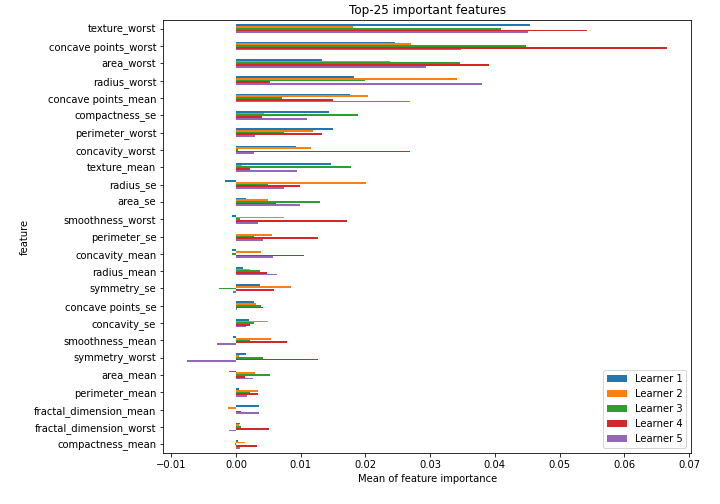 Top-25 important features
texture_worst
concave points_worst
area_worst
radius_worst
concave points_mean
compactness_se
perimeter_worst
concavity_worst
texture_mean
radius_se
area_se
smoothness_worst
perimeter_se
concavity_mean
radius_mean
symmetry_se
concave points_se
concavity_se
smoothness_mean
symmetry_worst
area_mean
perimeter_mean
fractal_dimension_mean
fractal_dimension_worst
compactness_mean
feature
Learner 1
Learner 2
Learner 3
Learner 4
Learner 5
−0.01 0.00 0.01 0.02 0.03 0.04 0.05 0.06 0.07
Mean of feature importance